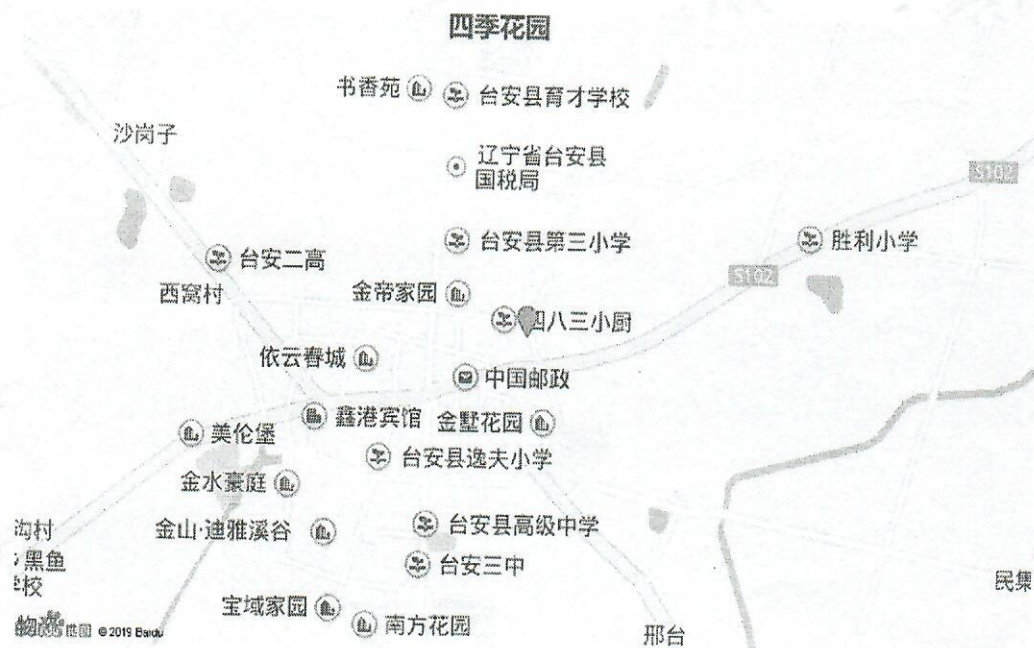 四季花园
书香苑
台安县育才学校
沙岗子
辽宁省台安县
国税局
S102
台安县第三小学
胜利小学
台安二高
S102
西窝村
金帝家园
四八三小厨
依云春城
中国邮政
鑫港宾馆
金墅花园
美伦堡
台安县逸夫小学
金水豪庭
沟村
金山·迪雅溪谷
台安县高级中学
黑鱼
学校
台安三中
民集
宝域家园
南方花园
© 2019 Baidu
邢台